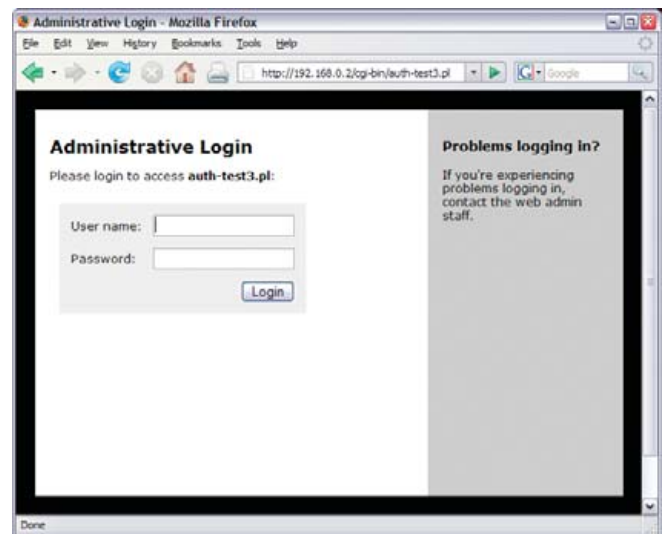 Administrative Login - Mozilla Firefox
File Edit View History Bookmarks Tools Help
http://192.168.0.2/cgi-bin/auth-test3.pl
G Google
Administrative Login
Please login to access auth-test3.pl:
User name:
Password:
Login
Problems logging in?
If you're experiencing
problems logging in,
contact the web admin
staff.
Done